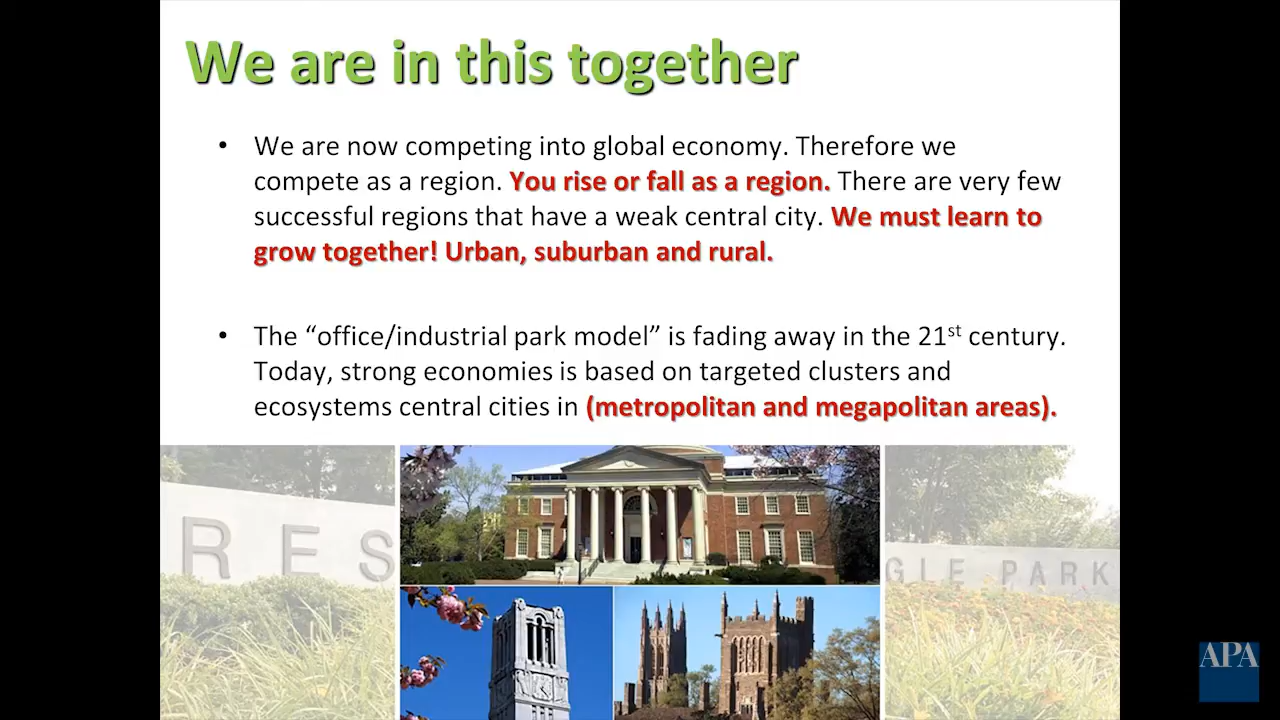 We are in this together
• We are now competing into global economy. Therefore we
compete as a region. You rise or fall as a region. There are very few
successful regions that have a weak central city. We must learn to
grow together! Urban, suburban and rural.
• The “office/industrial park model” is fading away in the 21st century.
Today, strong economies is based on targeted clusters and
ecosystems central cities in (metropolitan and megapolitan areas).
RES
GLE PARK
APA